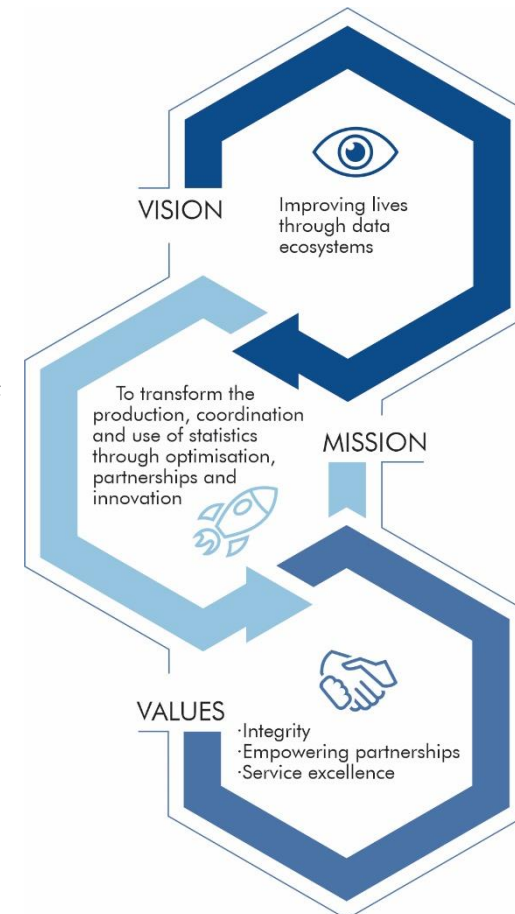 VISION
Improving lives
through data
ecosystems
To transform the
production, coordination
and use of statistics
through optimisation,
partnerships and
innovation
MISSION
VALUES
·Integrity
·Empowering partnerships
·Service excellence